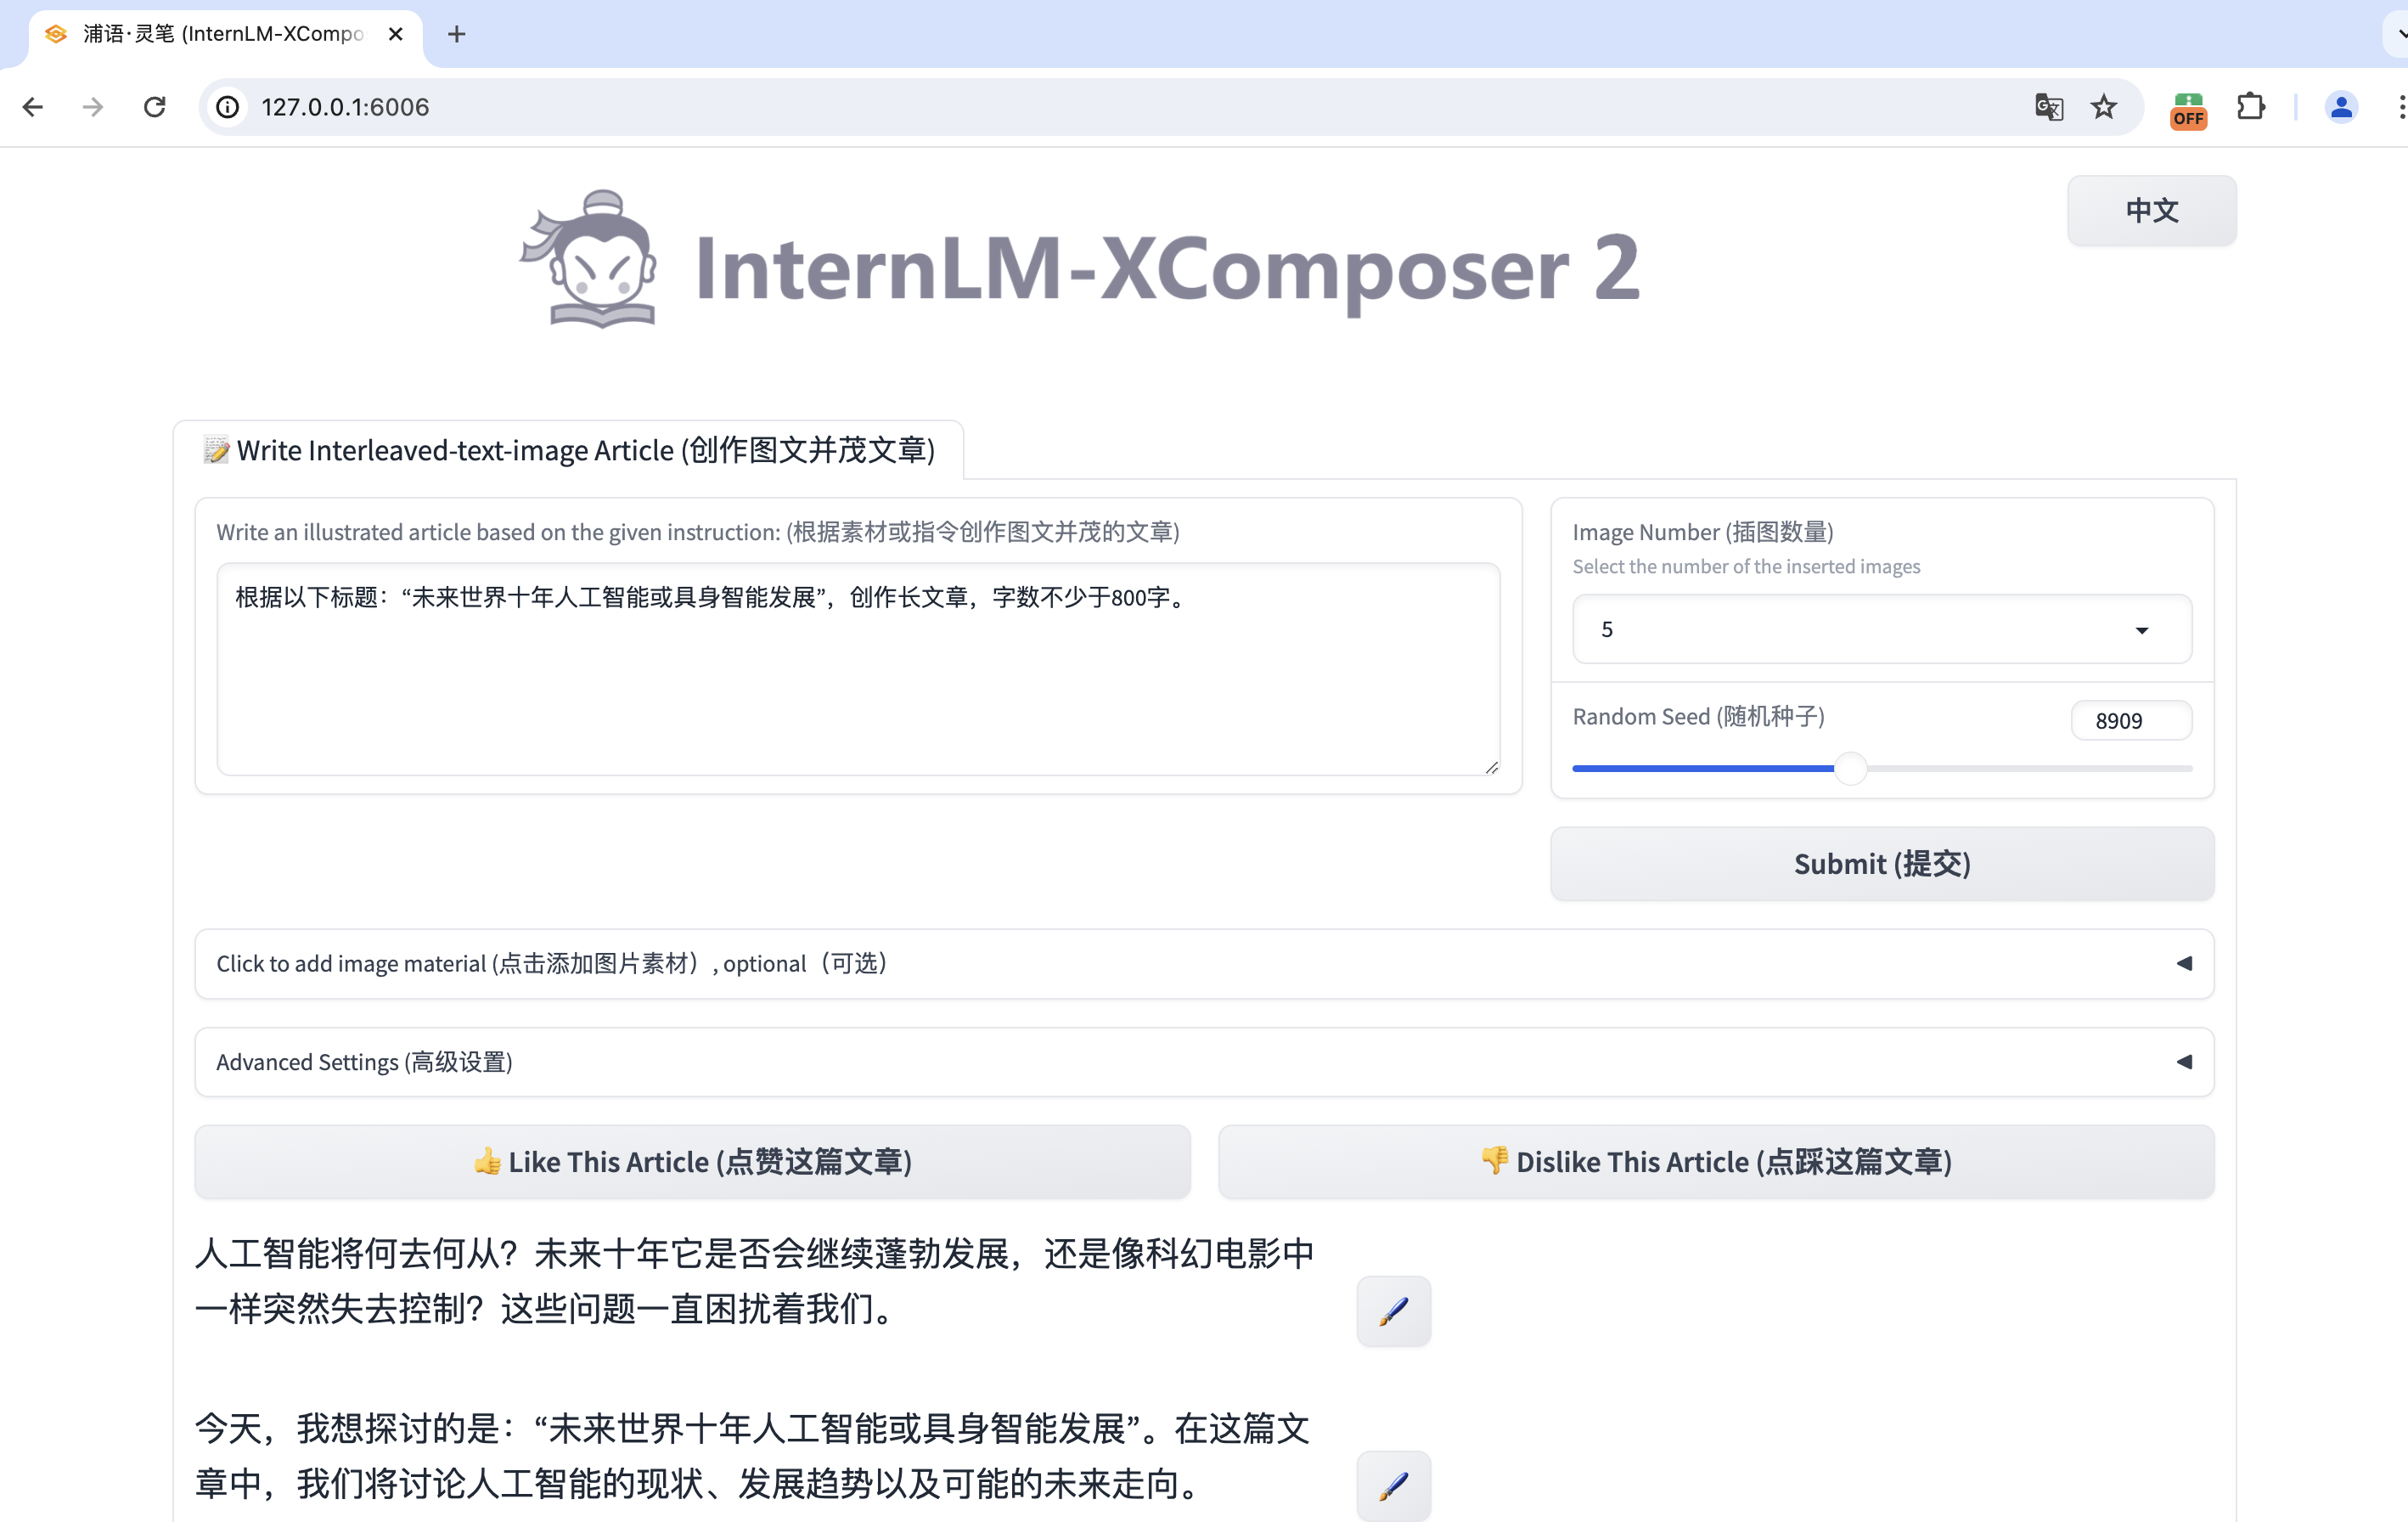 浦语·灵笔 (InternLM-XCompo
127.0.0.1:6006
OFF
中文
InternLM-XComposer 2
📝 Write Interleaved-text-image Article (创作图文并茂文章)
Write an illustrated article based on the given instruction: (根据素材或指令创作图文并茂的文章)
根据以下标题：“未来世界十年人工智能或具身智能发展”，创作长文章，字数不少于800字。
Image Number (插图数量)
Select the number of the inserted images
5
Random Seed (随机种子)
8909
Submit (提交)
Click to add image material (点击添加图片素材）, optional（可选）
Advanced Settings (高级设置)
👍 Like This Article (点赞这篇文章)
👎 Dislike This Article (点踩这篇文章)
人工智能将何去何从？未来十年它是否会继续蓬勃发展，还是像科幻电影中
一样突然失去控制？这些问题一直困扰着我们。
今天，我想探讨的是：“未来世界十年人工智能或具身智能发展”。在这篇文
章中，我们将讨论人工智能的现状、发展趋势以及可能的未来走向。